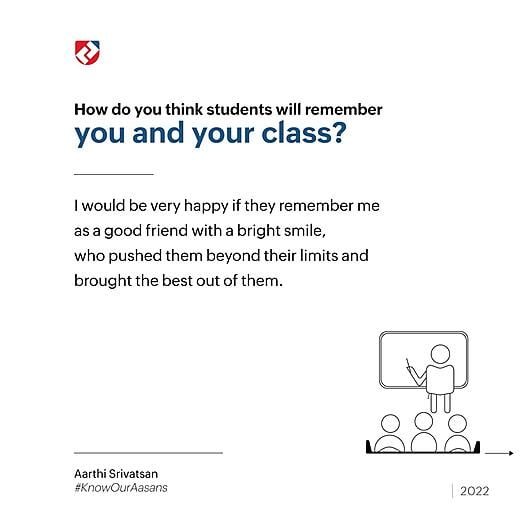 How do you think students will remember
you and your class?
I would be very happy if they remember me
as a good friend with a bright smile,
who pushed them beyond their limits and
brought the best out of them.
Aarthi Srivatsan
#KnowOurAasans
2022